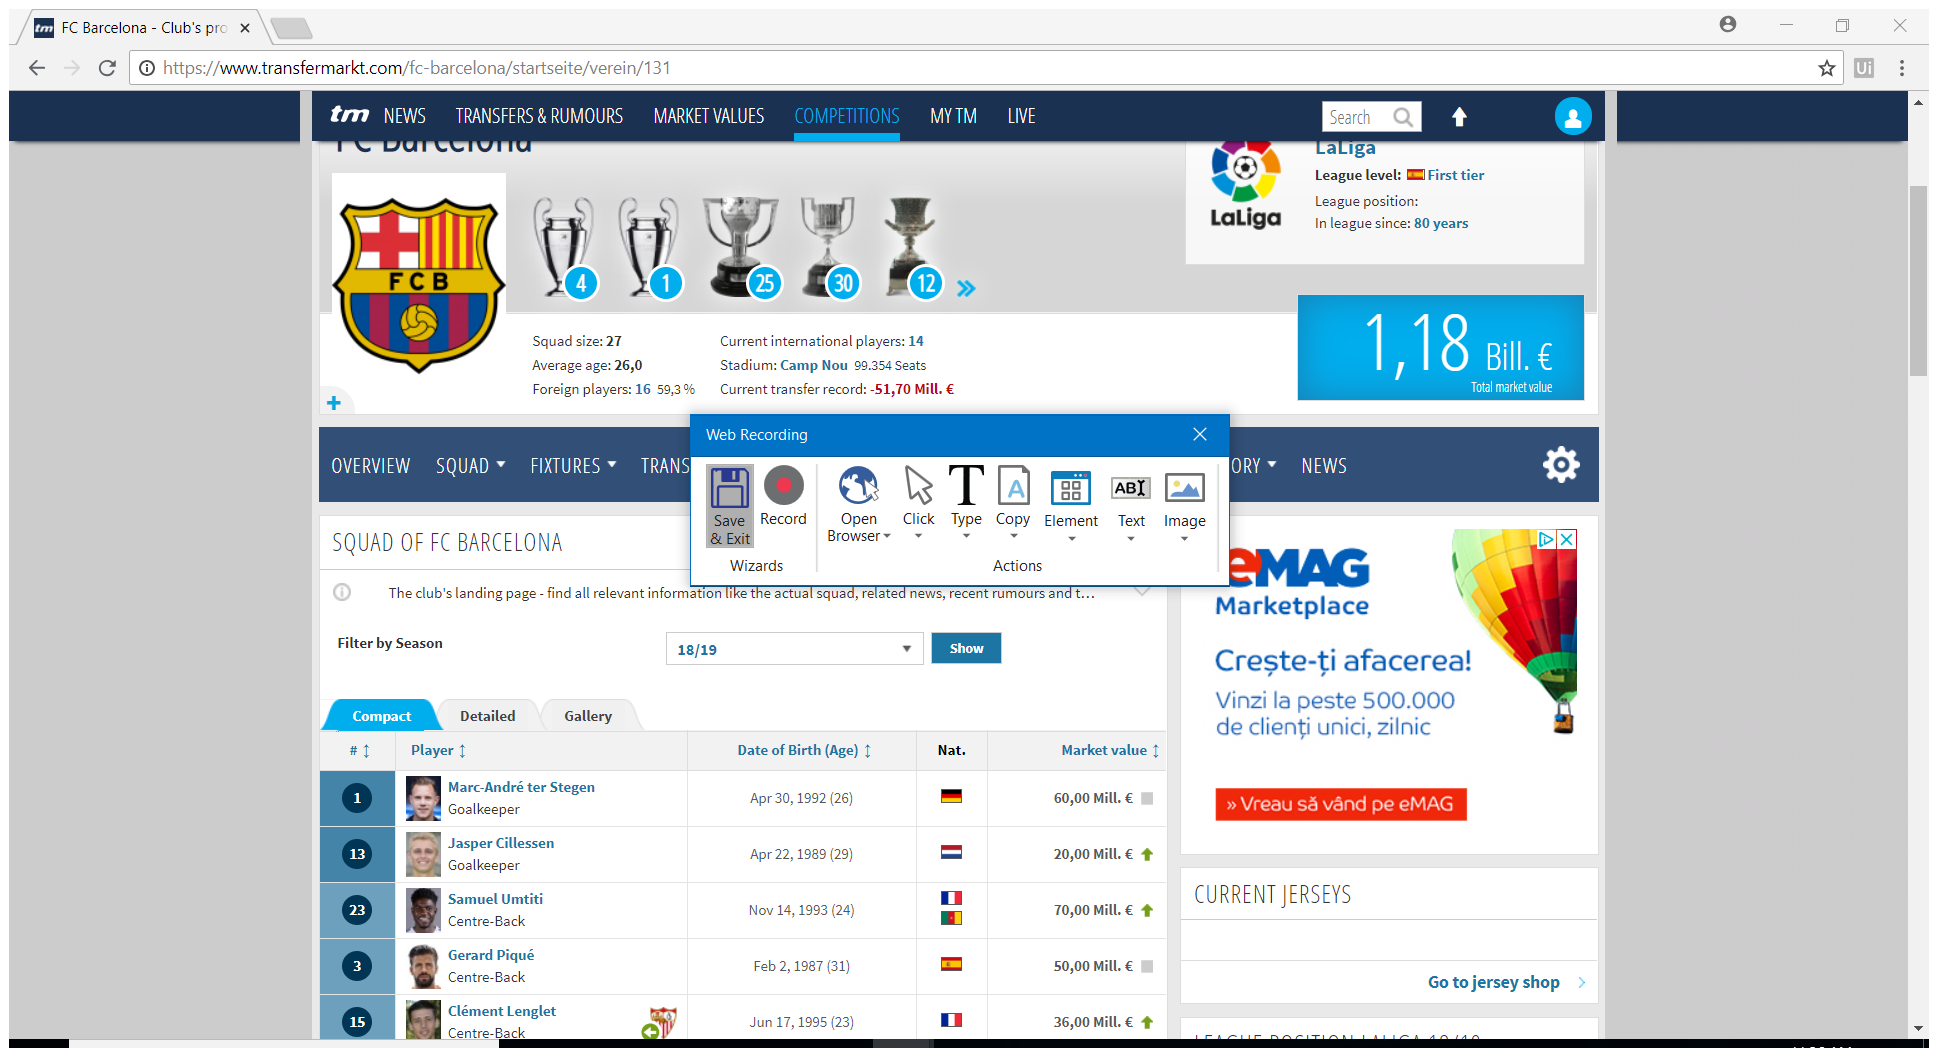 tm FC Barcelona - Club's pro
https://www.transfermarkt.com/fc-barcelona/startseite/verein/131
Ui
tm NEWS TRANSFERS & RUMOURS MARKET VALUES COMPETITIONS MY TM LIVE Search
FC Barcelona
LaLiga
League level: First tier
League position:
In league since: 80 years
LaLiga
FCB
4 1 25 30 12
1,18 Bill. €
Total market value
Squad size: 27
Average age: 26,0
Foreign players: 16 59,3 %
Current international players: 14
Stadium: Camp Nou 99.354 Seats
Current transfer record: -51,70 Mill. €
+
Web Recording
Save & Exit
Record
Wizards
Open Browser
Click
Type
Copy
Element
Text
Image
Actions
OVERVIEW SQUAD FIXTURES TRANS ORY NEWS
SQUAD OF FC BARCELONA
The club's landing page - find all relevant information like the actual squad, related news, recent rumours and t...
Filter by Season 18/19 Show
Compact Detailed Gallery
# Player Date of Birth (Age) Nat. Market value
1 Marc-André ter Stegen Apr 30, 1992 (26) 60,00 Mill. €
Goalkeeper
13 Jasper Cillessen Apr 22, 1989 (29) 20,00 Mill. €
Goalkeeper
23 Samuel Umtiti Nov 14, 1993 (24) 70,00 Mill. €
Centre-Back
3 Gerard Piqué Feb 2, 1987 (31) 50,00 Mill. €
Centre-Back
15 Clément Lenglet Jun 17, 1995 (23) 36,00 Mill. €
Centre-Back
eMAG
Marketplace
Crește-ți afacerea!
Vinzi la peste 500.000
de clienți unici, zilnic
» Vreau să vând pe eMAG
CURRENT JERSEYS
Go to jersey shop
LEAGUE POSITION LALIGA 18/19